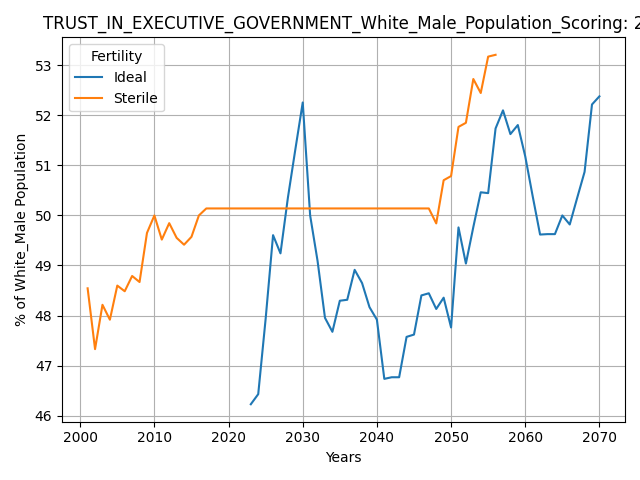 TRUST_IN_EXECUTIVE_GOVERNMENT_White_Male_Population_Scoring: 2
Fertility
Ideal
Sterile
% of White_Male Population
53
52
51
50
49
48
47
46
2000 2010 2020 2030 2040 2050 2060 2070
Years